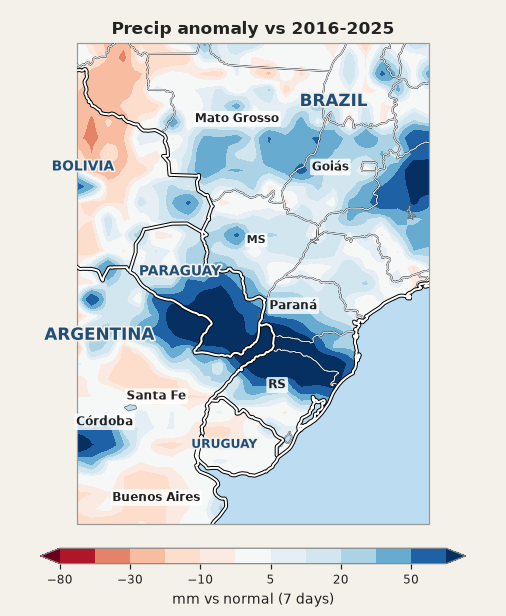 Precip anomaly vs 2016-2025
BRAZIL
Mato Grosso
BOLIVIA
Goiás
MS
PARAGUAY
Paraná
ARGENTINA
RS
Santa Fe
Córdoba
URUGUAY
Buenos Aires
−80 −30 −10 5 20 50
mm vs normal (7 days)